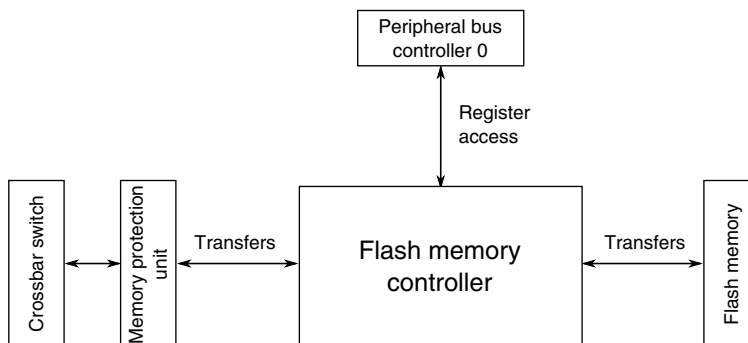 Peripheral bus
controller 0
Register
access
Crossbar switch
Memory protection
unit
Transfers
Flash memory
controller
Transfers
Flash memory